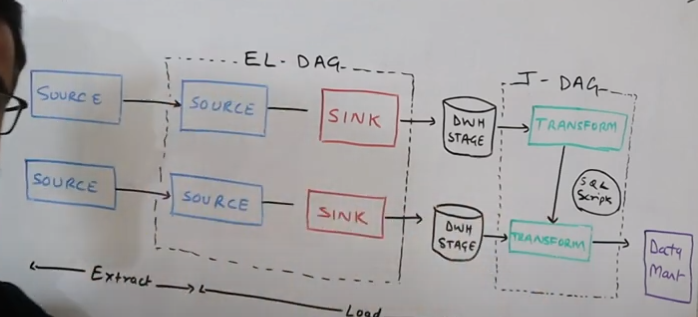 EL-DAG
T-DAG
SOURCE
SOURCE
SINK
DWH
STAGE
TRANSFORM
SOURCE
SOURCE
SINK
DWH
STAGE
SQL
Script
TRANSFORM
Data
Mart
Extract
Load